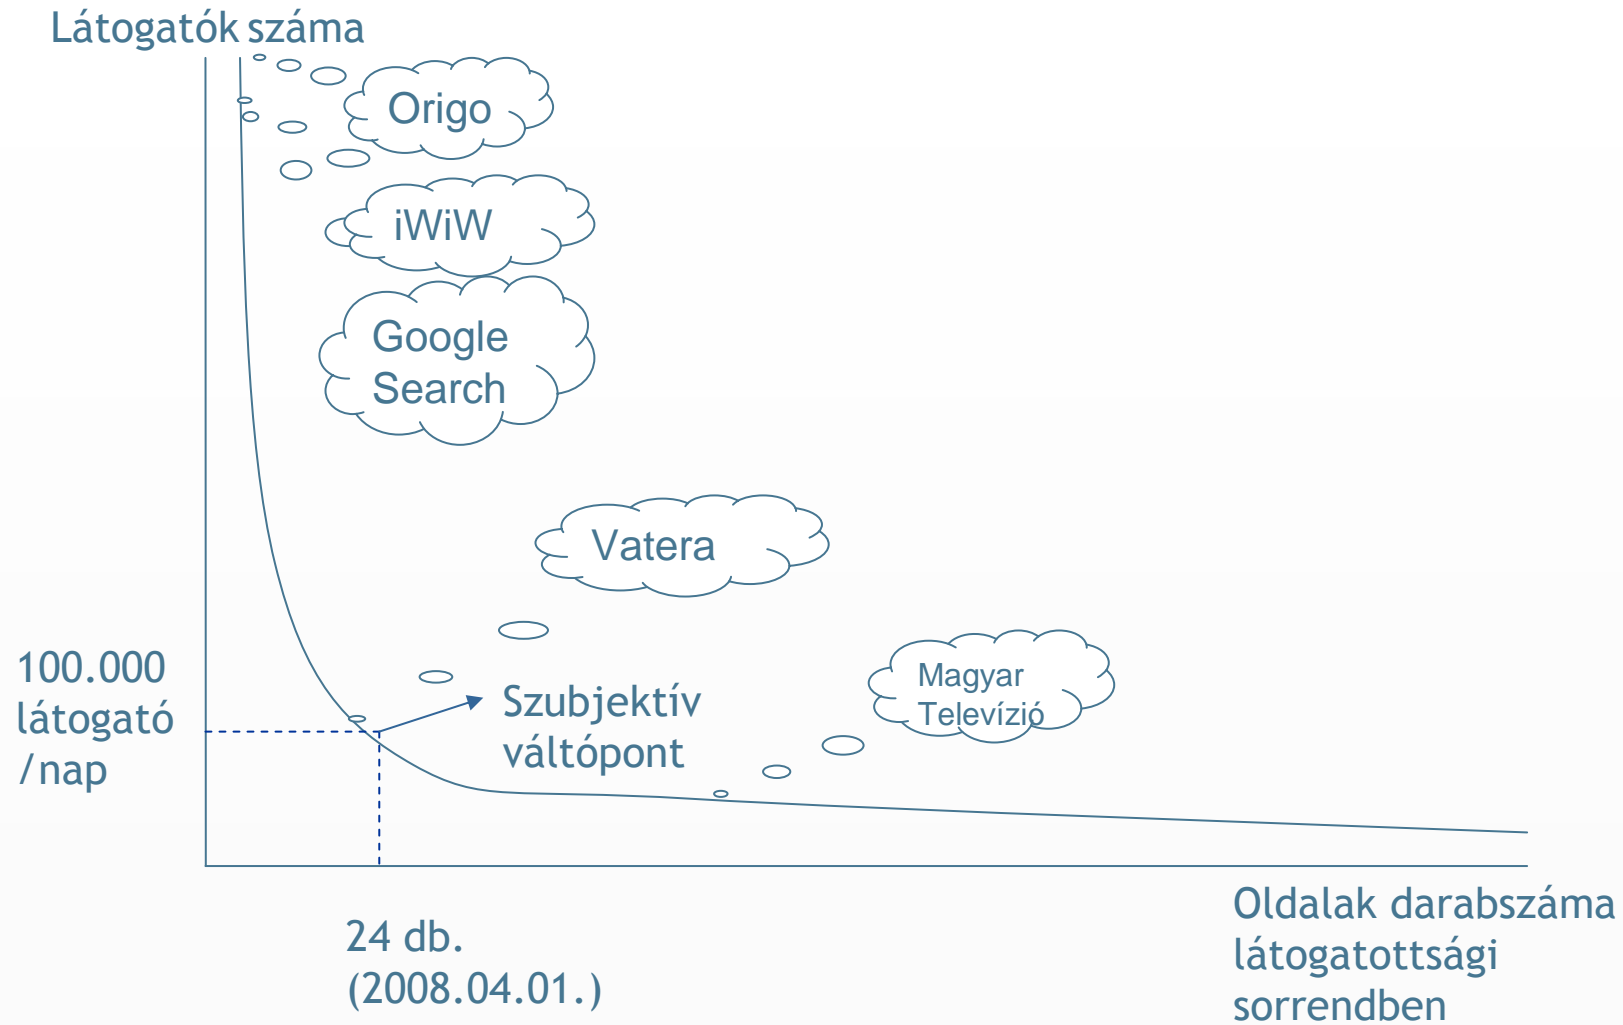 Látogatók száma
Origo
iWiW
Google
Search
Vatera
100.000
látogató
/nap
Szubjektív
váltópont
Magyar
Televízió
24 db.
(2008.04.01.)
Oldalak darabszáma
látogatottsági
sorrendben